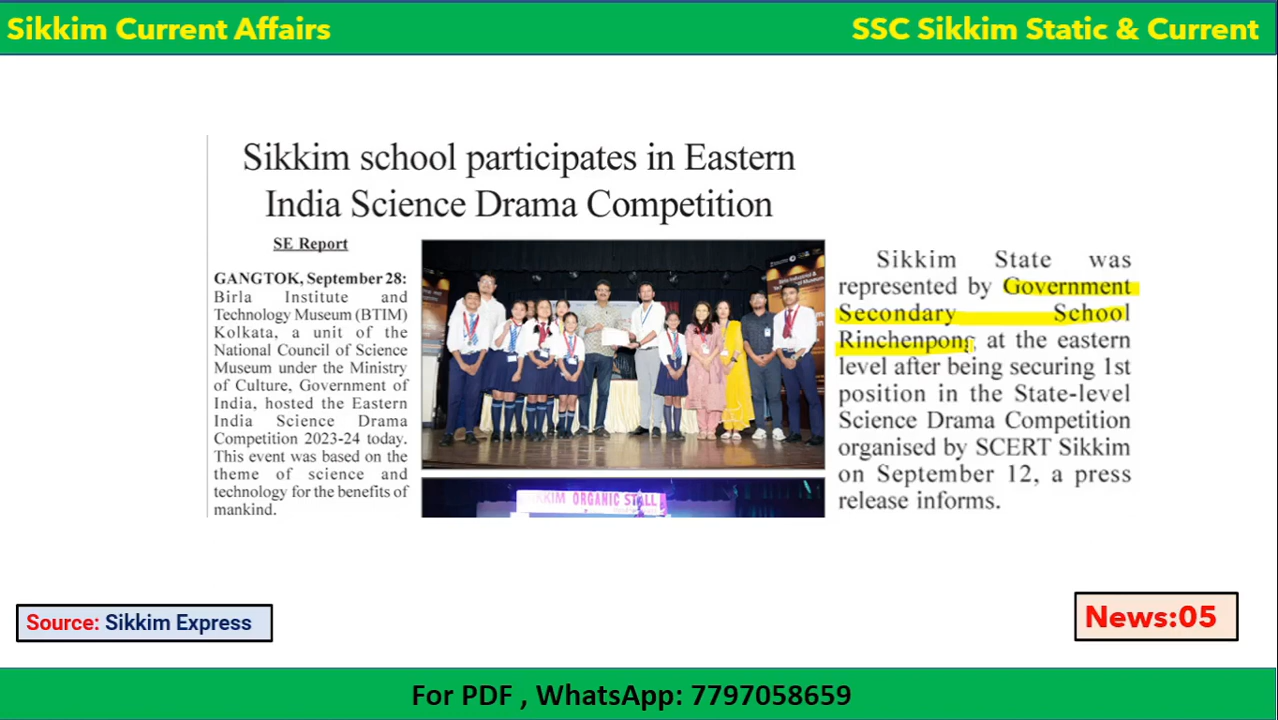 Sikkim Current Affairs
SSC Sikkim Static & Current
Sikkim school participates in Eastern
India Science Drama Competition
SE Report
GANGTOK, September 28:
Birla Institute and
Technology Museum (BTIM)
Kolkata, a unit of the
National Council of Science
Museum under the Ministry
of Culture, Government of
India, hosted the Eastern
India Science Drama
Competition 2023-24 today.
This event was based on the
theme of science and
technology for the benefits of
mankind.
SIKKIM ORGANIC STALL
Sikkim State was
represented by Government
Secondary School
Rinchenpong at the eastern
level after being securing 1st
position in the State-level
Science Drama Competition
organised by SCERT Sikkim
on September 12, a press
release informs.
Source: Sikkim Express
News:05
For PDF , WhatsApp: 7797058659